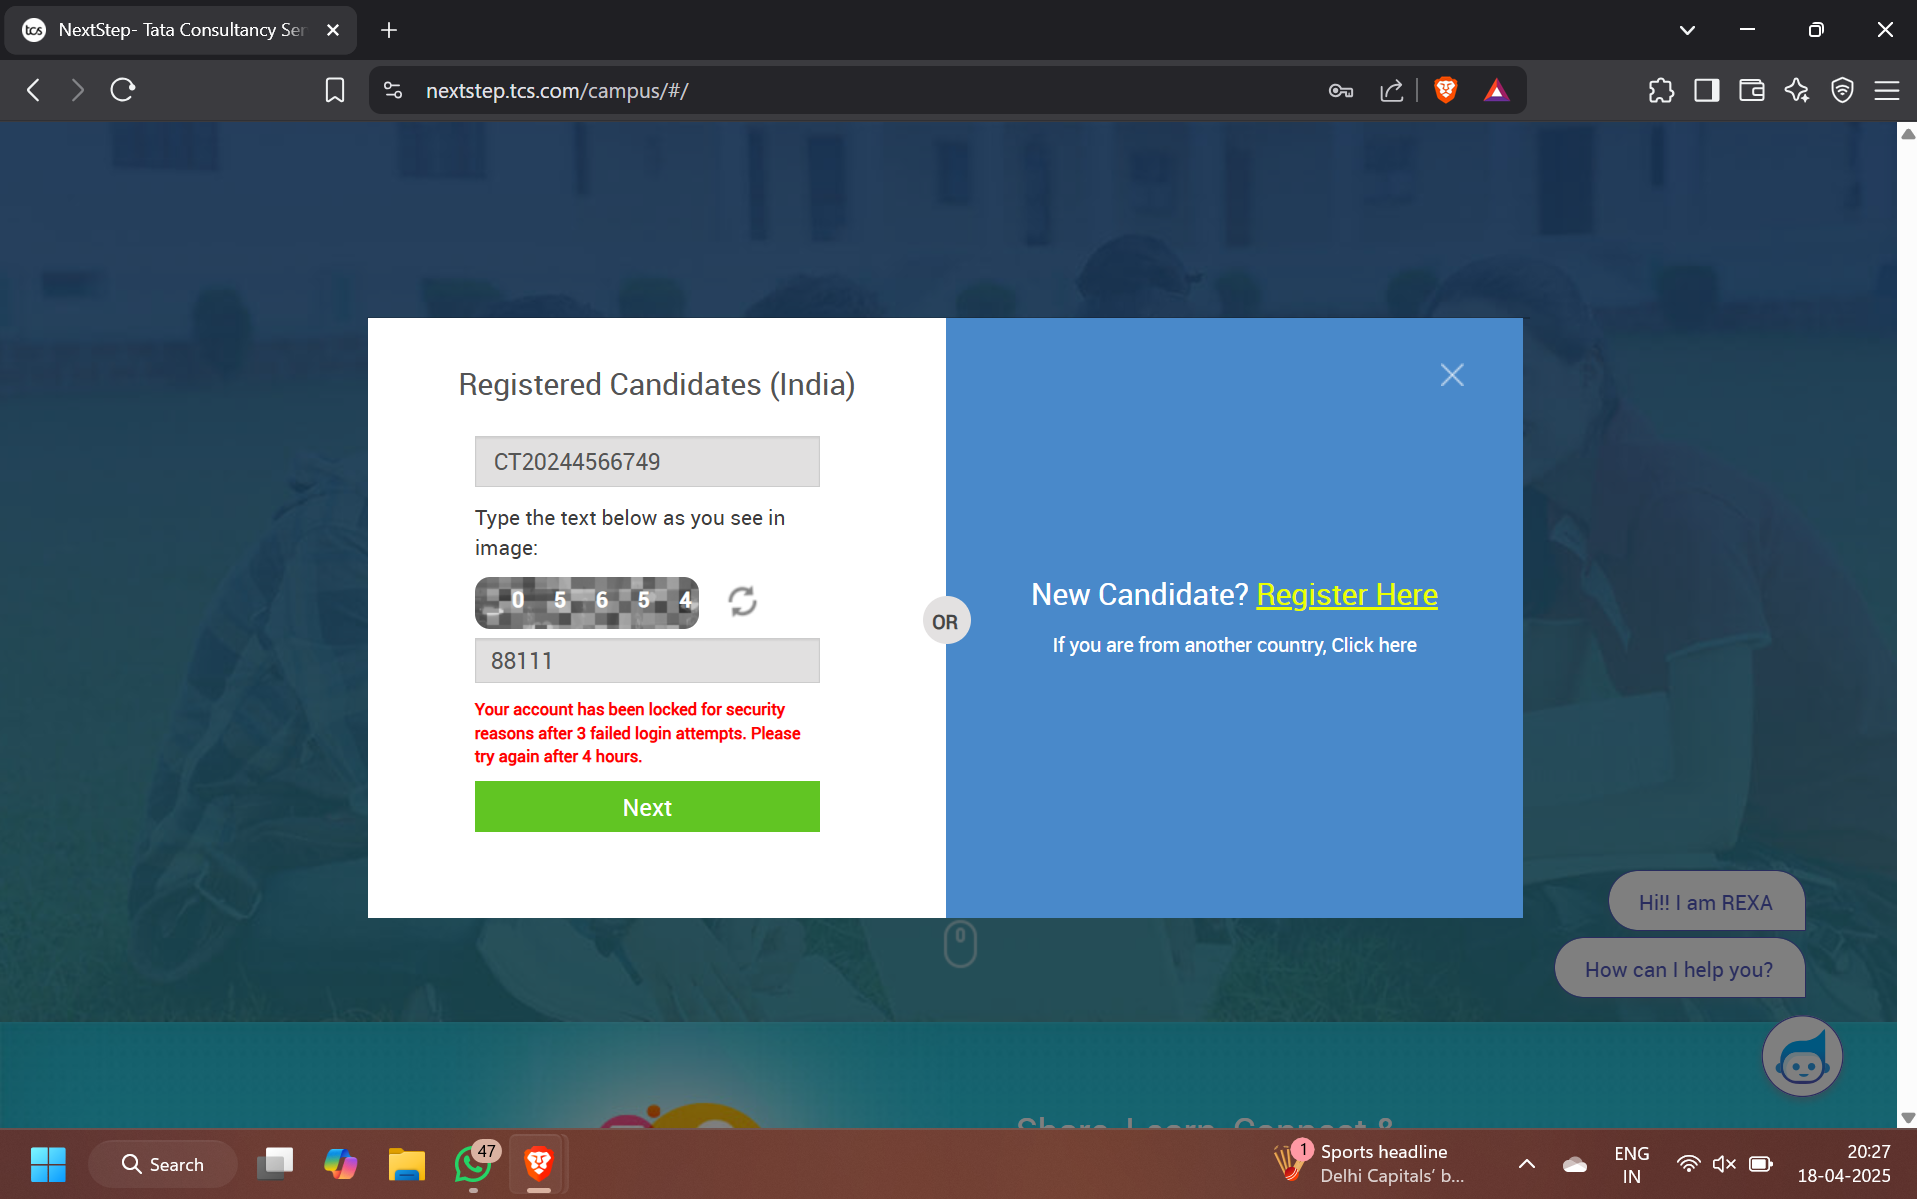 NextStep- Tata Consultancy Ser
nextstep.tcs.com/campus/#/
Registered Candidates (India)
CT20244566749
Type the text below as you see in
image:
0 5 6 5 4
88111
Your account has been locked for security
reasons after 3 failed login attempts. Please
try again after 4 hours.
Next
OR
New Candidate? Register Here
If you are from another country, Click here
Hi!! I am REXA
How can I help you?
Share, Learn, Connect &
Search
47
1
Sports headline
Delhi Capitals' b...
ENG
IN
20:27
18-04-2025